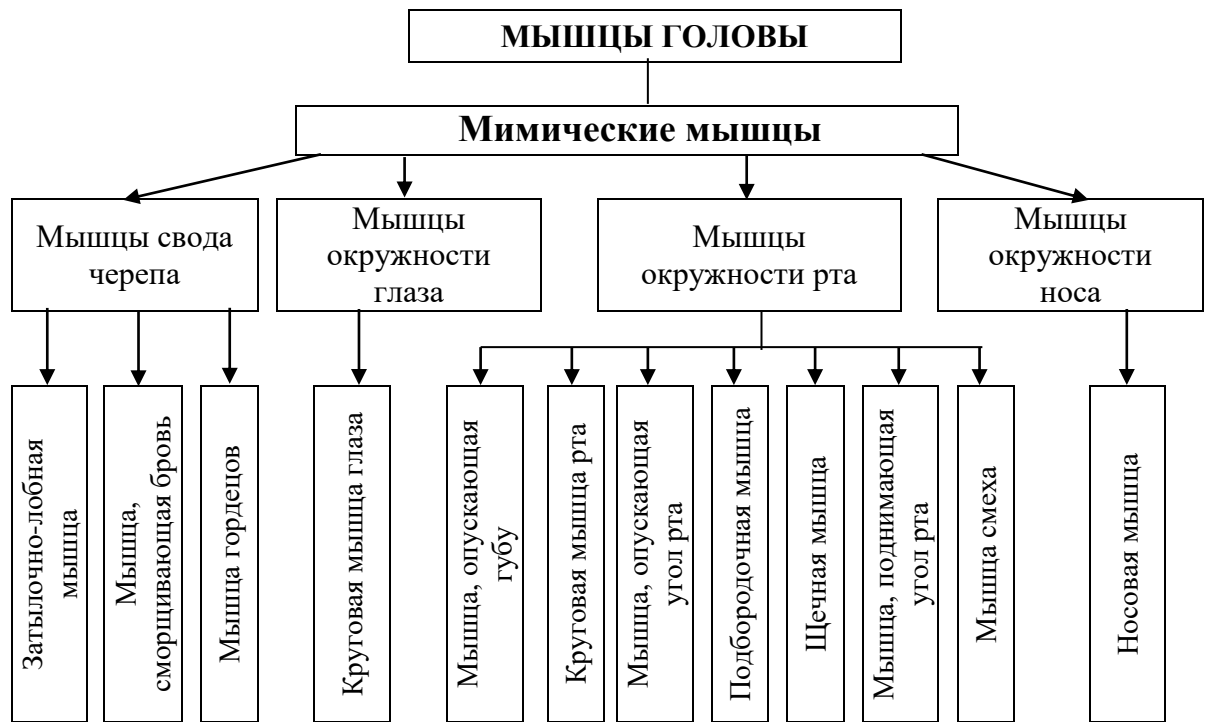 МЫШЦЫ ГОЛОВЫ
Мимические мышцы
Мышцы свода
черепа
Мышцы
окружности
глаза
Мышцы
окружности рта
Мышцы
окружности
носа
Затылочно-лобная
мышца
Мышца,
сморщивающая бровь
Мышца гордецов
Круговая мышца глаза
Мышца, опускающая
губу
Круговая мышца рта
Мышца, опускающая
угол рта
Подбородочная мышца
Щечная мышца
Мышца, поднимающая
угол рта
Мышца смеха
Носовая мышца